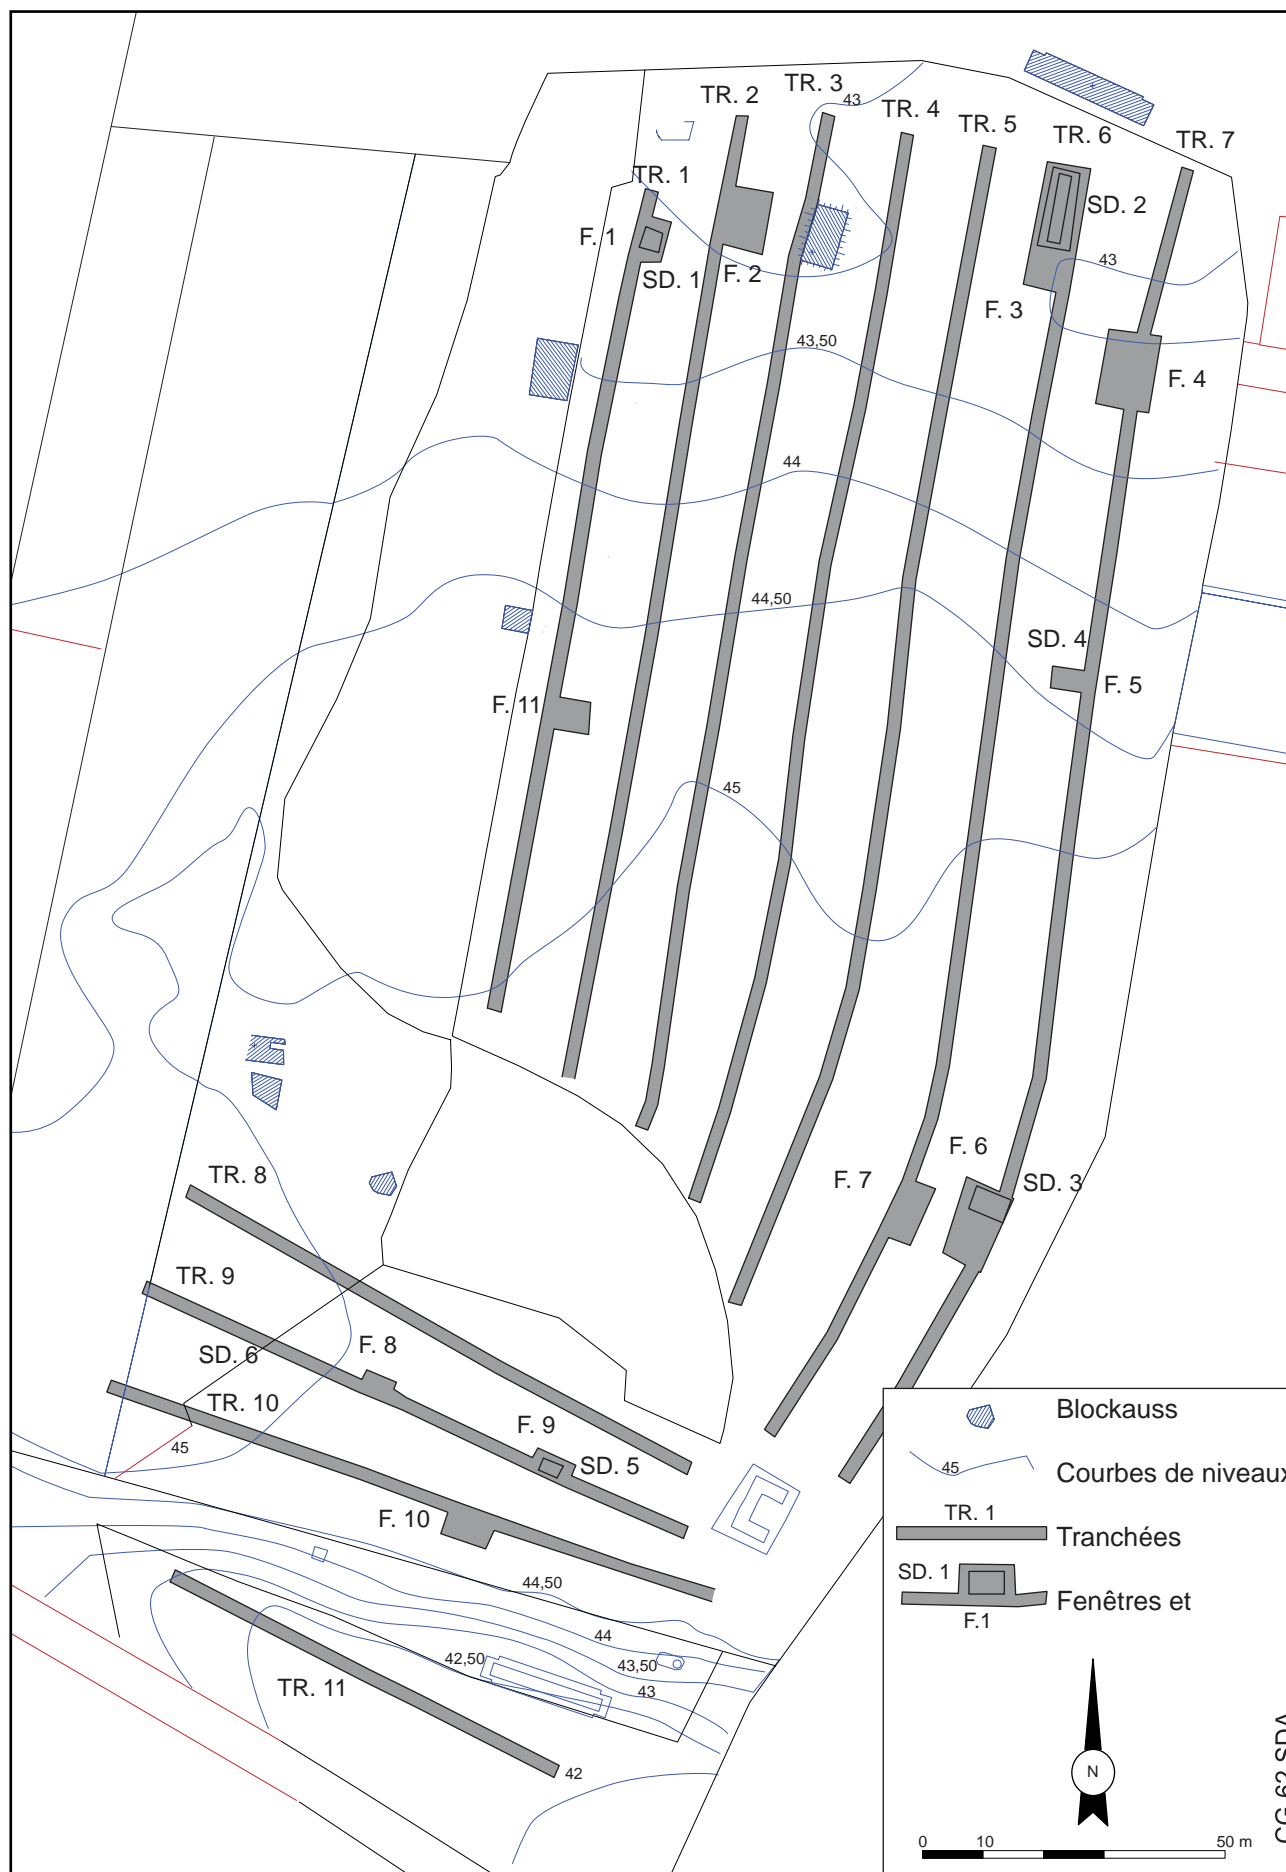 TR. 3
TR. 2
43
TR. 4
TR. 5
TR. 6
TR. 7
TR. 1
SD. 2
F. 1
SD. 1
F. 2
43
F. 3
43,50
F. 4
44
44,50
SD. 4
F. 5
F. 11
45
F. 6
F. 7
SD. 3
TR. 8
TR. 9
F. 8
SD. 6
TR. 10
F. 9
45
SD. 5
F. 10
44,50
44
42,50
43,50
43
TR. 11
42
Blockauss
45
Courbes de niveaux
TR. 1
Tranchées
SD. 1
Fenêtres et
F.1
N
0 10 50 m
CG 62 SDA